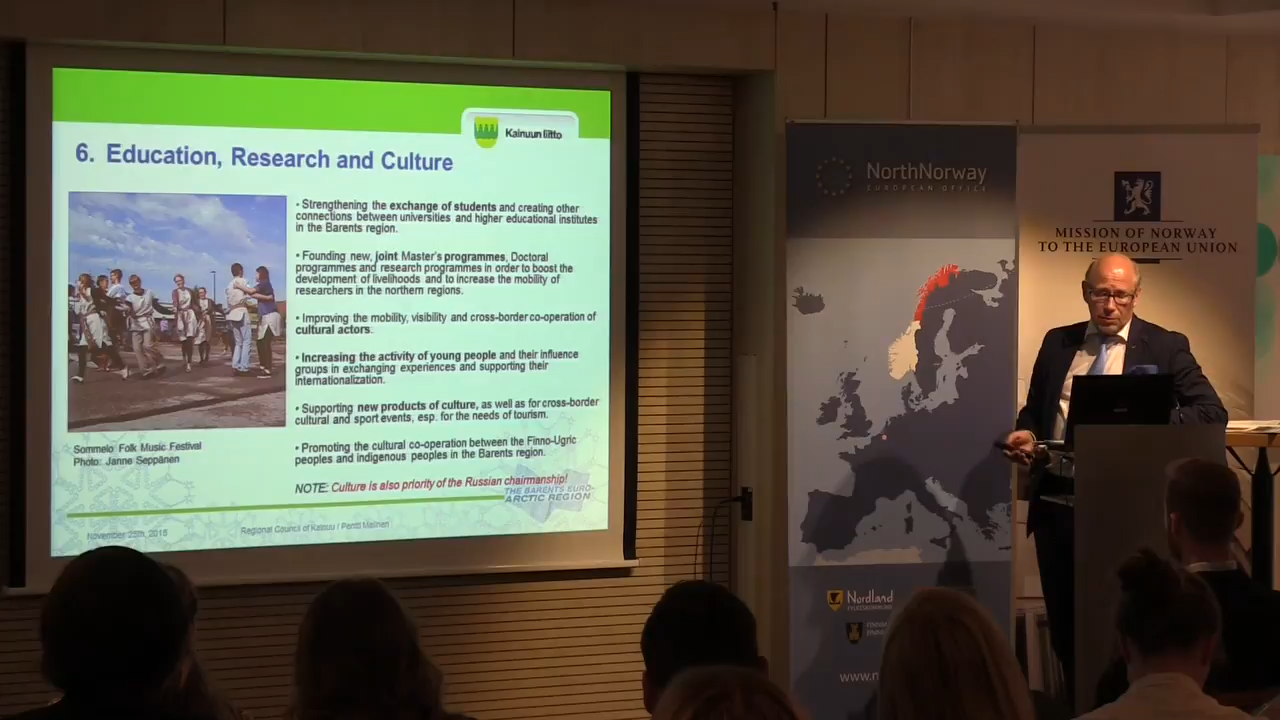 Kainuun liitto
6. Education, Research and Culture
• Strengthening the exchange of students and creating other
connections between universities and higher educational institutes
in the Barents region.
• Founding new, joint Master's programmes, Doctoral
programmes and research programmes in order to boost the
development of livelihoods and to increase the mobility of
researchers in the northern regions.
• Improving the mobility, visibility and cross-border co-operation of
cultural actors.
• Increasing the activity of young people and their influence
groups in exchanging experiences and supporting their
internationalization.
• Supporting new products of culture, as well as for cross-border
cultural and sport events, esp. for the needs of tourism.
• Promoting the cultural co-operation between the Finno-Ugric
peoples and indigenous peoples in the Barents region.
NOTE: Culture is also priority of the Russian chairmanship!
Sommelo Folk Music Festival
Photo: Janne Seppänen
THE BARENTS EURO
ARCTIC REGION
November 25th, 2015
Regional Council of Kainuu / Pentti Malinen
NorthNorway
EUROPEAN OFFICE
Nordland
FYLKESKOMMUNE
www.n
MISSION OF NORWAY
TO THE EUROPEAN UNION